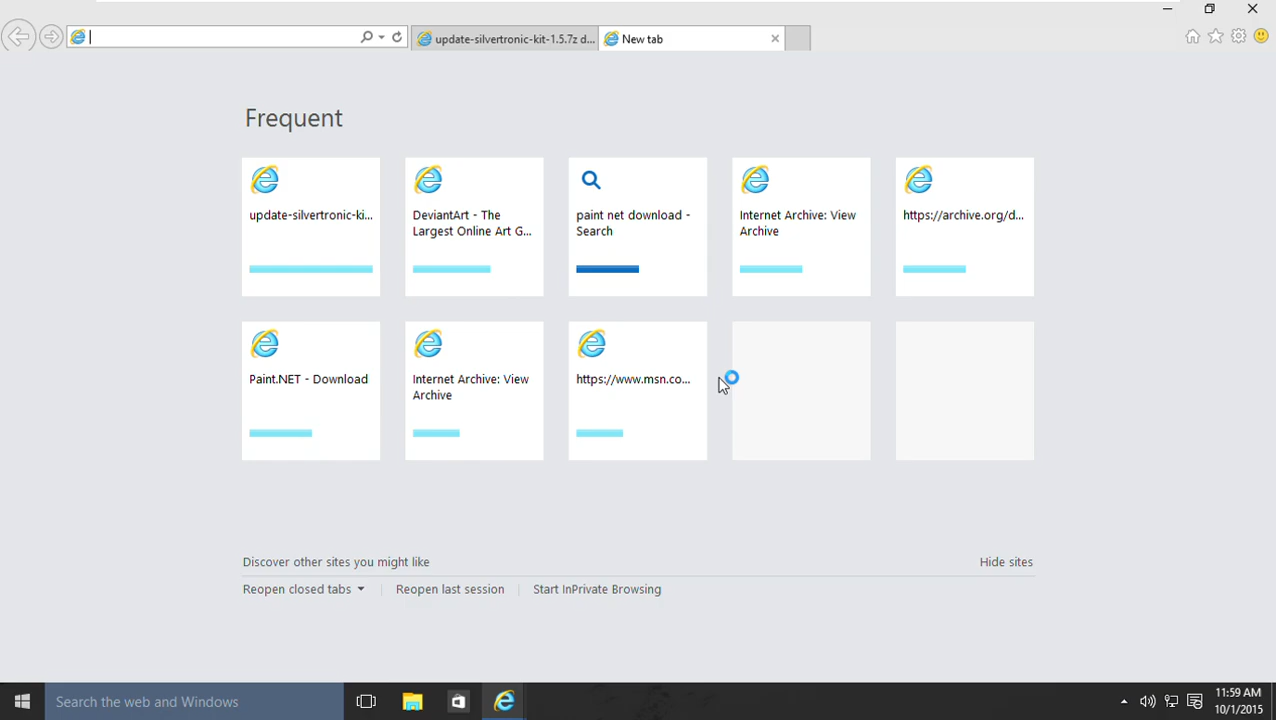 update-silvertronic-kit-1.5.7z d...
New tab
Frequent
update-silvertronic-ki...
DeviantArt - The
Largest Online Art G...
paint net download -
Search
Internet Archive: View
Archive
https://archive.org/d...
Paint.NET - Download
Internet Archive: View
Archive
https://www.msn.co...
Discover other sites you might like
Hide sites
Reopen closed tabs
Reopen last session
Start InPrivate Browsing
Search the web and Windows
11:59 AM
10/1/2015